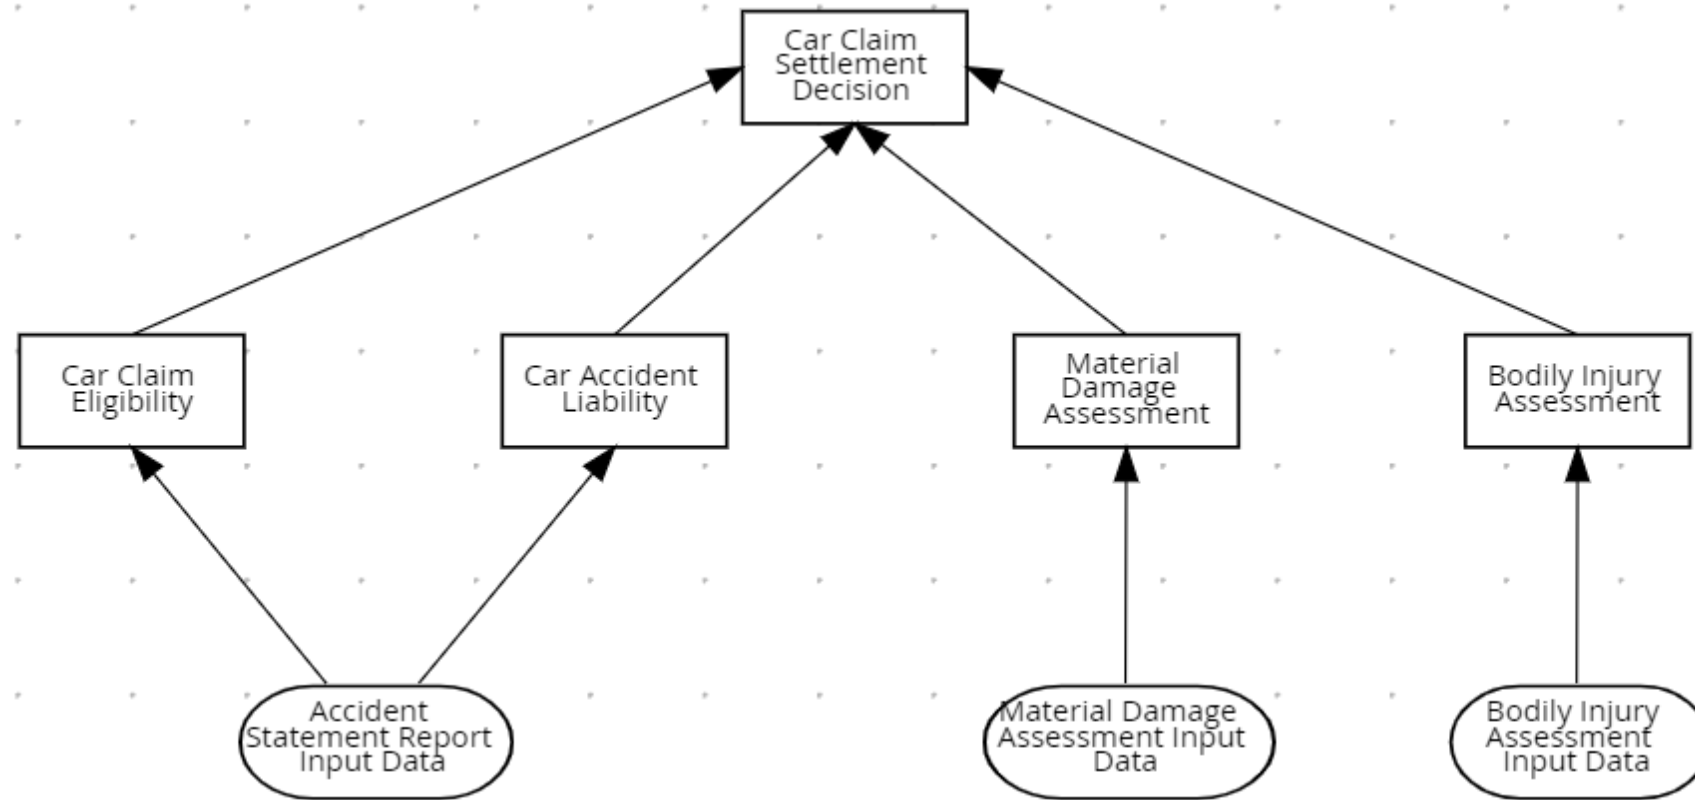 Car Claim
Settlement
Decision
Car Claim
Eligibility
Car Accident
Liability
Material
Damage
Assessment
Bodily Injury
Assessment
Accident
Statement Report
Input Data
Material Damage
Assessment Input
Data
Bodily Injury
Assessment
Input Data